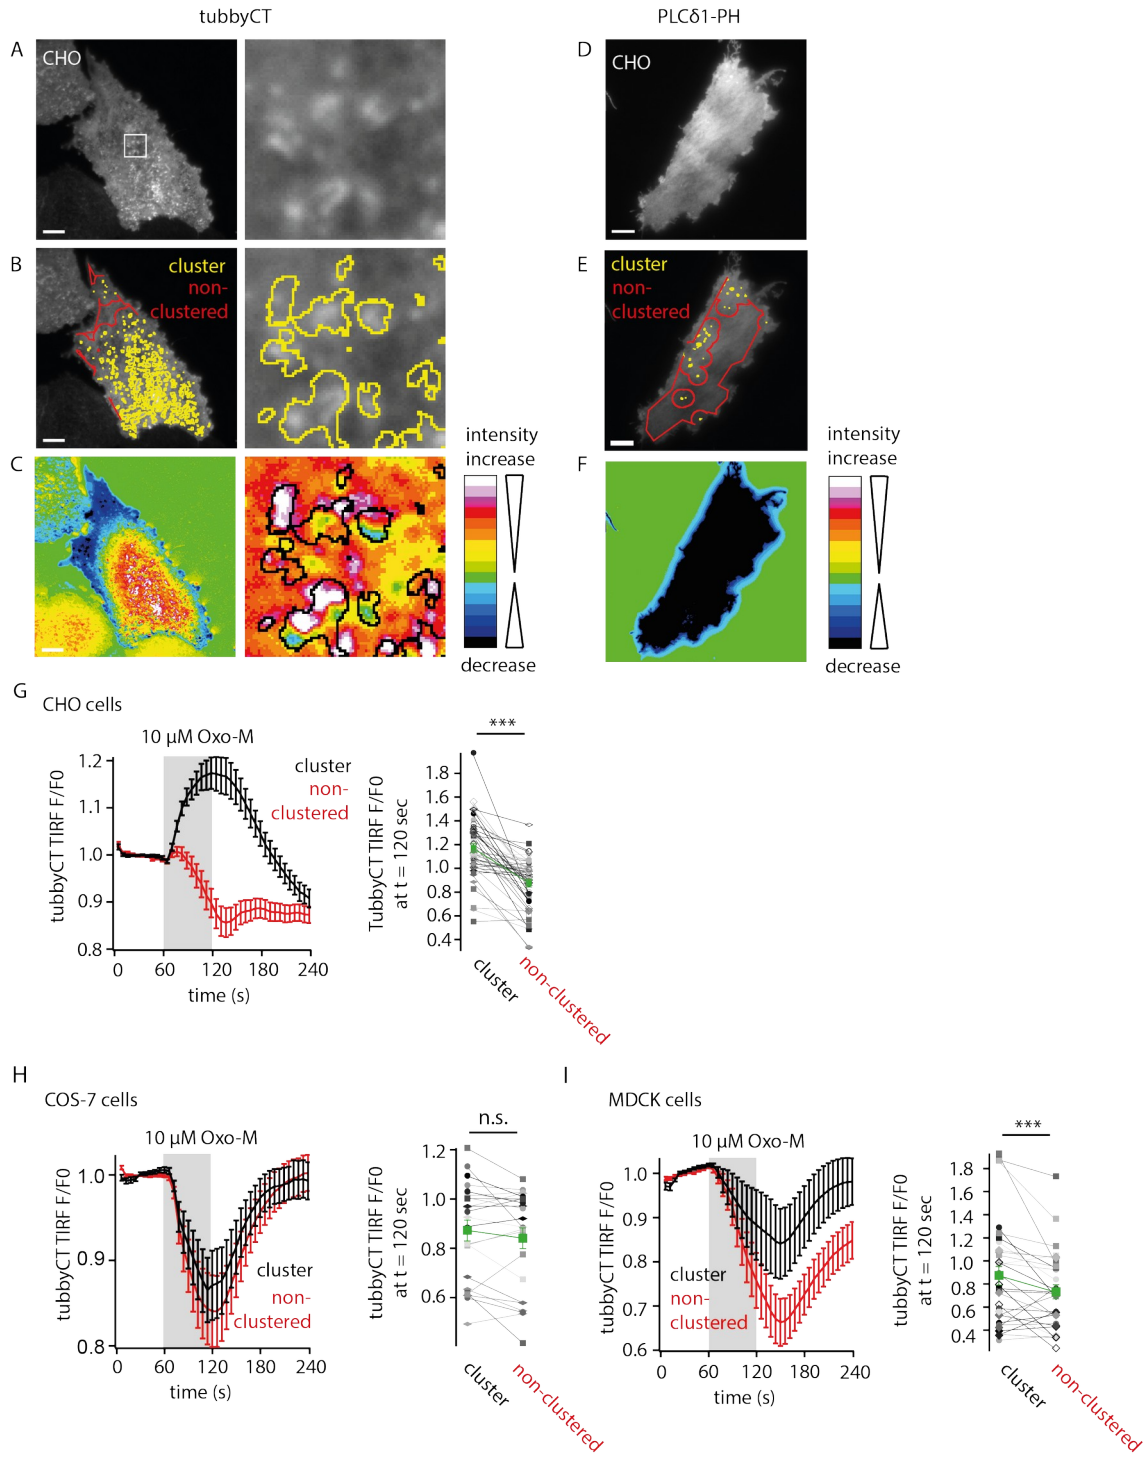 tubbyCT
PLCδ1-PH
A
CHO
D
CHO
B
cluster
non-
clustered
E
cluster
non-
clustered
intensity
increase
C
decrease
intensity
increase
F
decrease
G
CHO cells
10 µM Oxo-M
cluster
non-
clustered
tubbyCT TIRF F/F0
1.2
1.1
1.0
0.9
0.8
0 60 120 180 240
time (s)
***
TubbyCT TIRF F/F0
at t = 120 sec
1.8
1.6
1.4
1.2
1.0
0.8
0.6
0.4
cluster
non-clustered
H
COS-7 cells
10 µM Oxo-M
tubbyCT TIRF F/F0
1.0
0.9
0.8
cluster
non-
clustered
0 60 120 180 240
time (s)
n.s.
tubbyCT TIRF F/F0
at t = 120 sec
1.2
1.0
0.8
0.6
cluster
non-clustered
I
MDCK cells
10 µM Oxo-M
tubbyCT TIRF F/F0
1.0
0.9
0.8
0.7
0.6
cluster
non-
clustered
0 60 120 180 240
time (s)
***
tubbyCT TIRF F/F0
at t = 120 sec
1.8
1.6
1.4
1.2
1.0
0.8
0.6
0.4
cluster
non-clustered